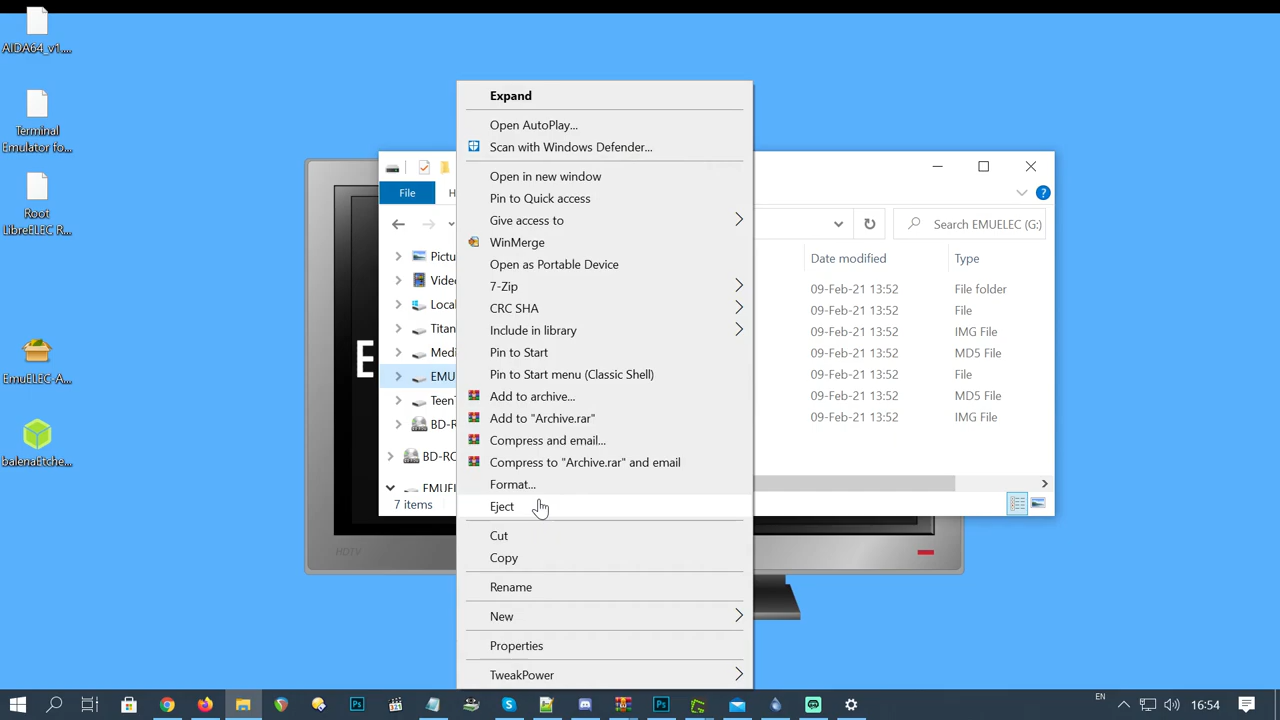 AIDA64_v1....
Terminal
Emulator fo...
Root
LibreELEC R...
EmuELEC-A...
balenaEtche...
Expand
Open AutoPlay...
Scan with Windows Defender...
Open in new window
Pin to Quick access
Give access to
WinMerge
Open as Portable Device
7-Zip
CRC SHA
Include in library
Pin to Start
Pin to Start menu (Classic Shell)
Add to archive...
Add to "Archive.rar"
Compress and email...
Compress to "Archive.rar" and email
Format...
Eject
Cut
Copy
Rename
New
Properties
TweakPower
File
H
Search EMUELEC (G:)
Pictu
Vide
Loca
Titan
Medi
EMU
Teen
BD-RO
BD-RO
EMUE
7 items
Date modified
Type
09-Feb-21 13:52
File folder
09-Feb-21 13:52
File
09-Feb-21 13:52
IMG File
09-Feb-21 13:52
MD5 File
09-Feb-21 13:52
File
09-Feb-21 13:52
MD5 File
09-Feb-21 13:52
IMG File
E
HDTV
EN
16:54